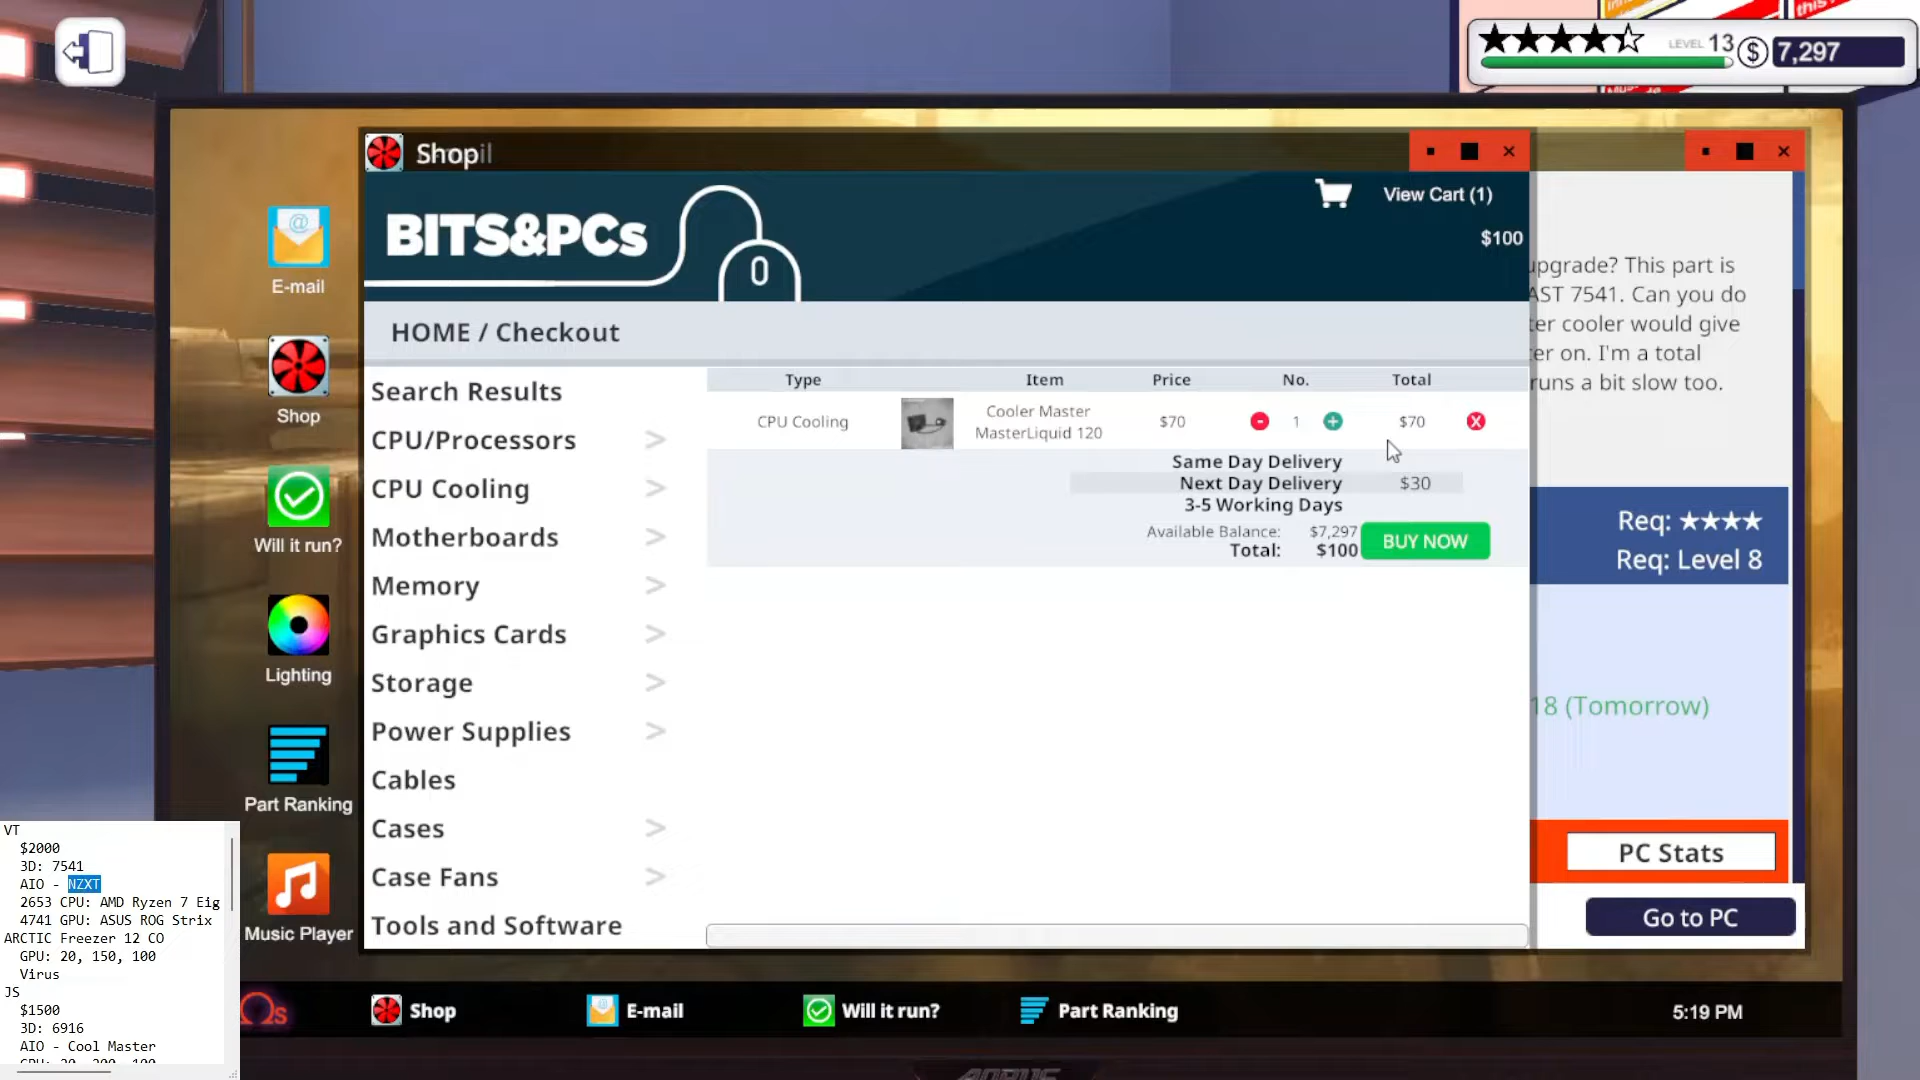 LEVEL 13
$ 7,297
Shop
View Cart (1)
BITS&PCs
$100
HOME / Checkout
Search Results
CPU/Processors >
CPU Cooling >
Motherboards >
Memory >
Graphics Cards >
Storage >
Power Supplies >
Cables
Cases >
Case Fans >
Tools and Software
Type Item Price No. Total
CPU Cooling Cooler Master $70 - 1 + $70 X
MasterLiquid 120
Same Day Delivery
Next Day Delivery $30
3-5 Working Days
Available Balance: $7,297 BUY NOW
Total: $100
upgrade? This part is
AST 7541. Can you do
ter cooler would give
er on. I'm a total
runs a bit slow too.
Req: ★★★★
Req: Level 8
18 (Tomorrow)
PC Stats
Go to PC
E-mail
Shop
Will it run?
Lighting
Part Ranking
Music Player
VT
$2000
3D: 7541
AIO - NZXT
2653 CPU: AMD Ryzen 7 Eig
4741 GPU: ASUS ROG Strix
ARCTIC Freezer 12 CO
GPU: 20, 150, 100
Virus
JS
$1500
3D: 6916
AIO - Cool Master
GPU: 20, 200, 100
Ωs
Shop
E-mail
Will it run?
Part Ranking
5:19 PM
AORUS